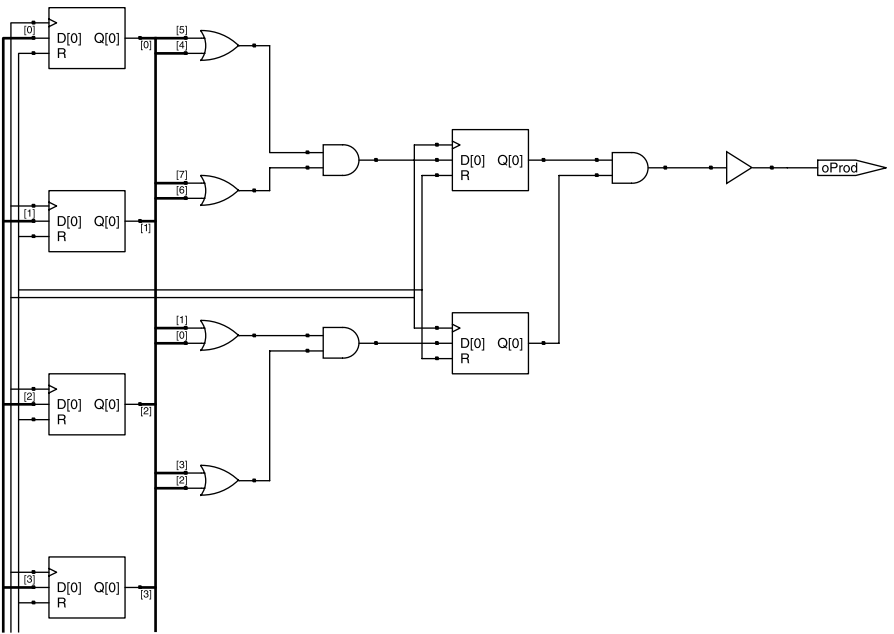 [0] D[0] Q[0] [0]
R
[5]
[4]
[7]
[6]
D[0] Q[0]
R
oProd
[1] D[0] Q[0] [1]
R
[1]
[0]
D[0] Q[0]
R
[2] D[0] Q[0] [2]
R
[3]
[2]
[3] D[0] Q[0] [3]
R